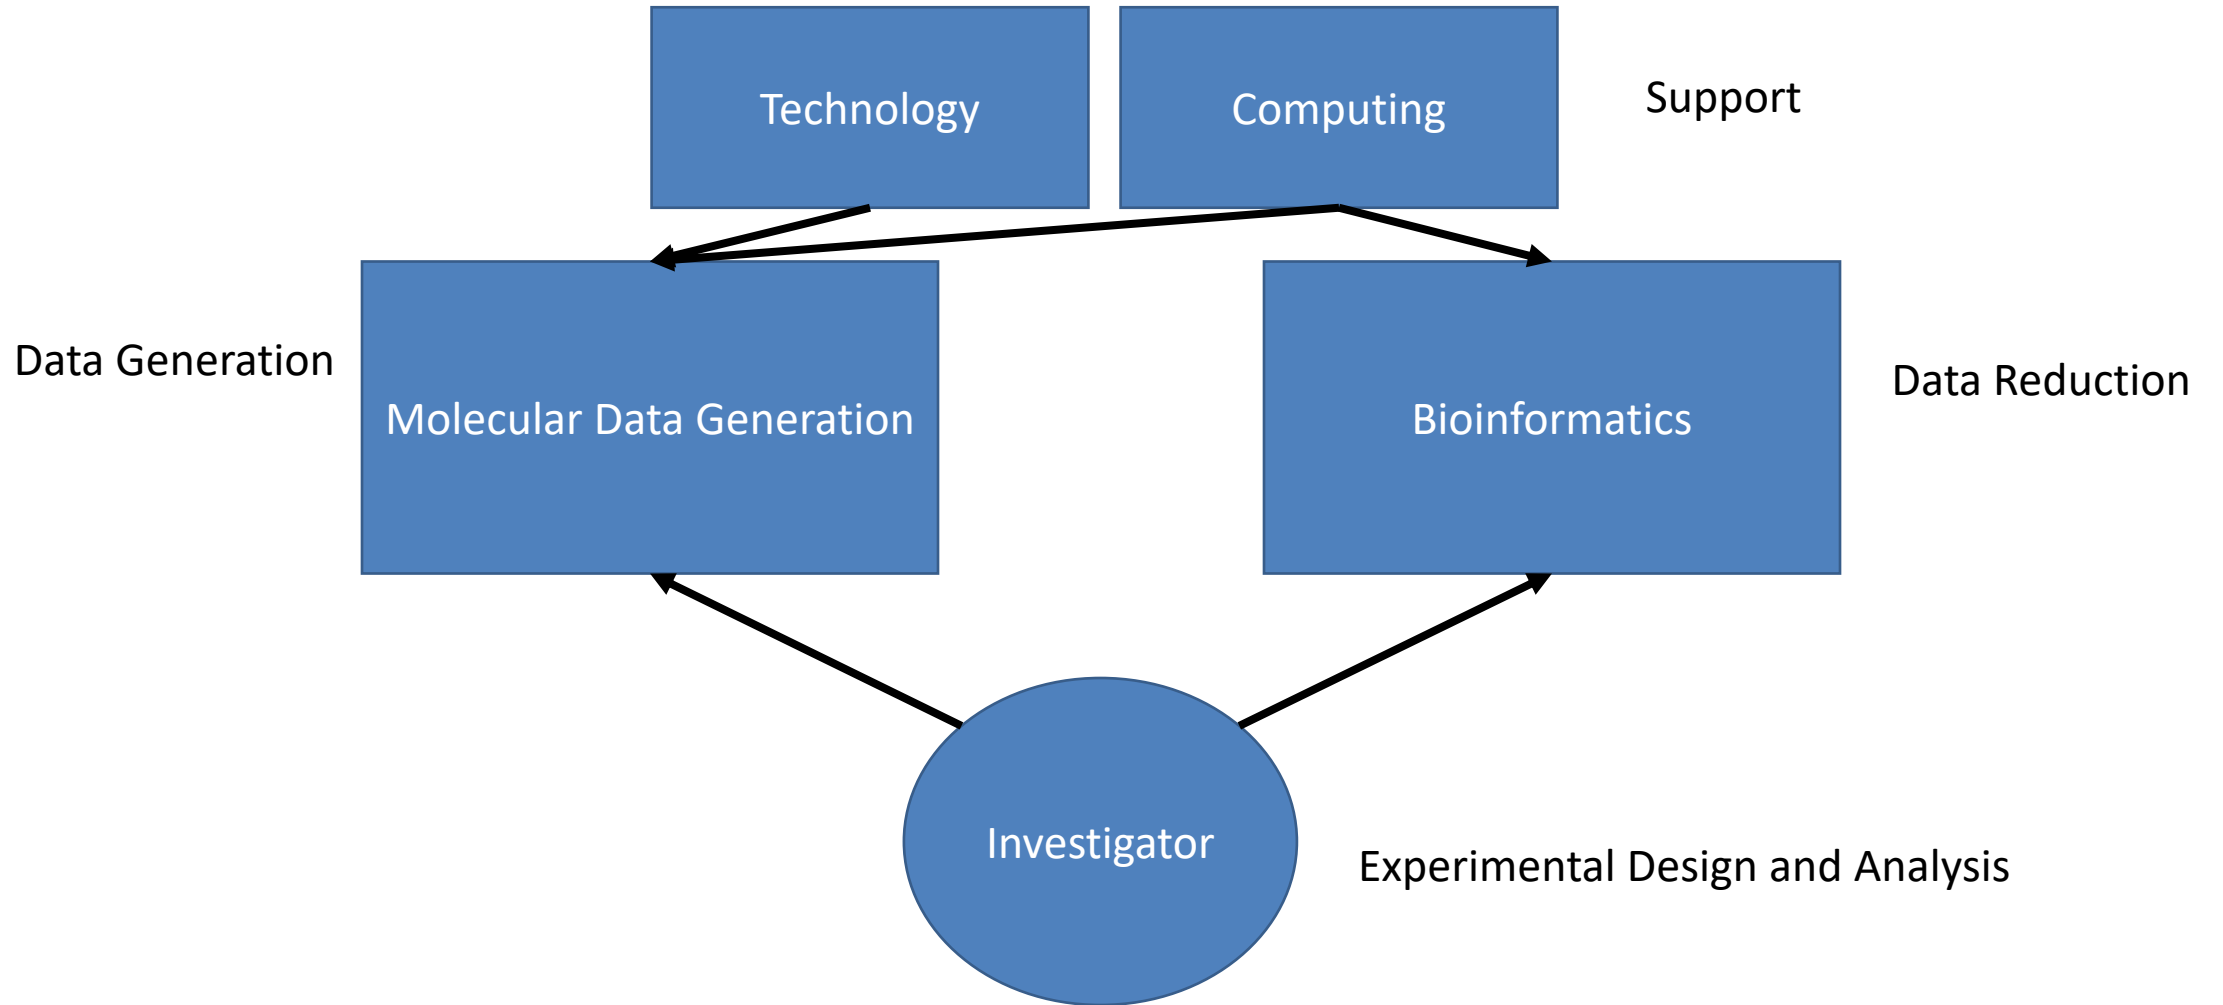 Technology
Computing
Support
Data Generation
Molecular Data Generation
Bioinformatics
Data Reduction
Investigator
Experimental Design and Analysis